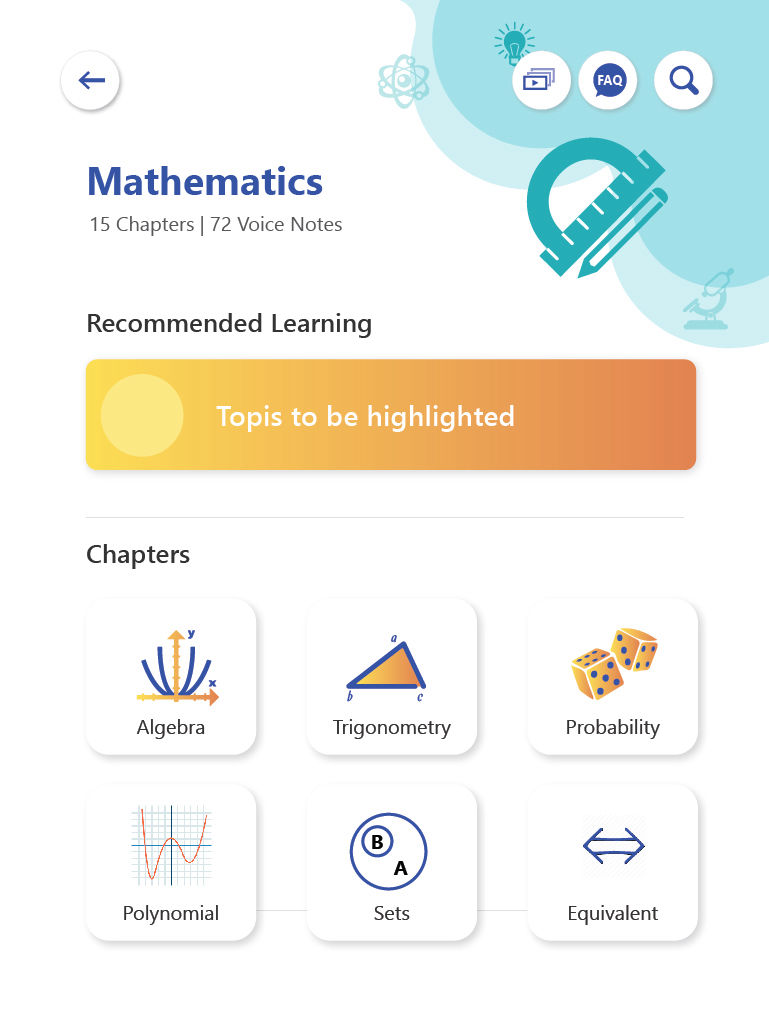 FAQ
Mathematics
15 Chapters | 72 Voice Notes
Recommended Learning
Topis to be highlighted
Chapters
y
x
Algebra
a
b c
Trigonometry
Probability
Polynomial
B
A
Sets
Equivalent